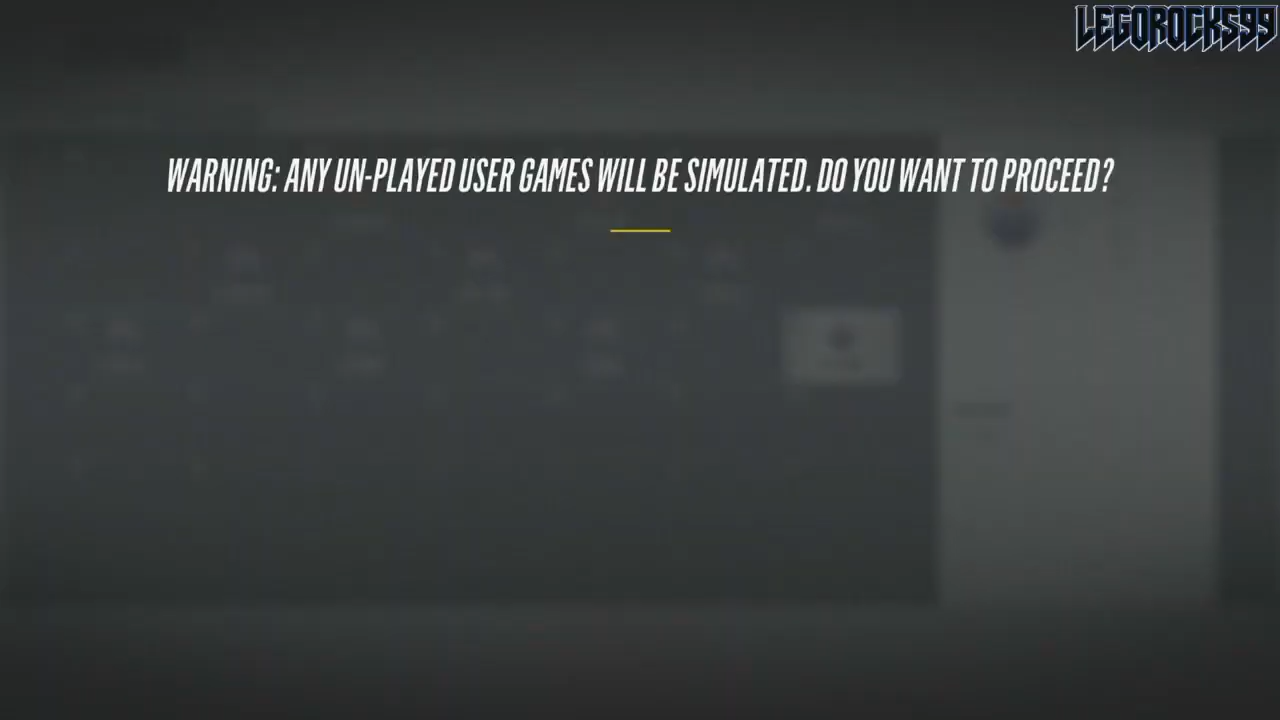 LEGOROCKS99
WARNING: ANY UN-PLAYED USER GAMES WILL BE SIMULATED. DO YOU WANT TO PROCEED?